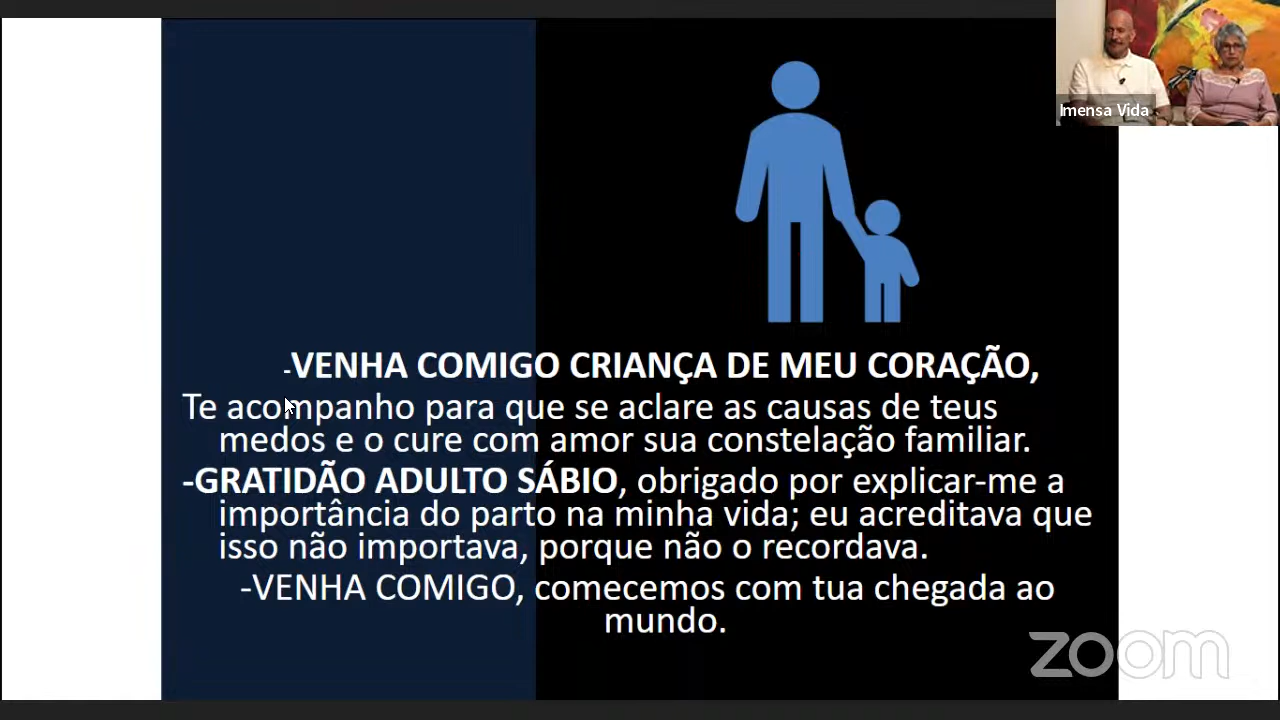 Imensa Vida
-VENHA COMIGO CRIANÇA DE MEU CORAÇÃO,
Te acompanho para que se aclare as causas de teus
medos e o cure com amor sua constelação familiar.
-GRATIDÃO ADULTO SÁBIO, obrigado por explicar-me a
importância do parto na minha vida; eu acreditava que
isso não importava, porque não o recordava.
-VENHA COMIGO, comecemos com tua chegada ao
mundo.
zoom